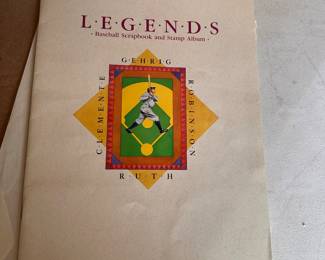 L·E·G·E·N·D·S
· Baseball Scrapbook and Stamp Album ·
GEHRIG
CLEMENTE
ROBINSON
RUTH